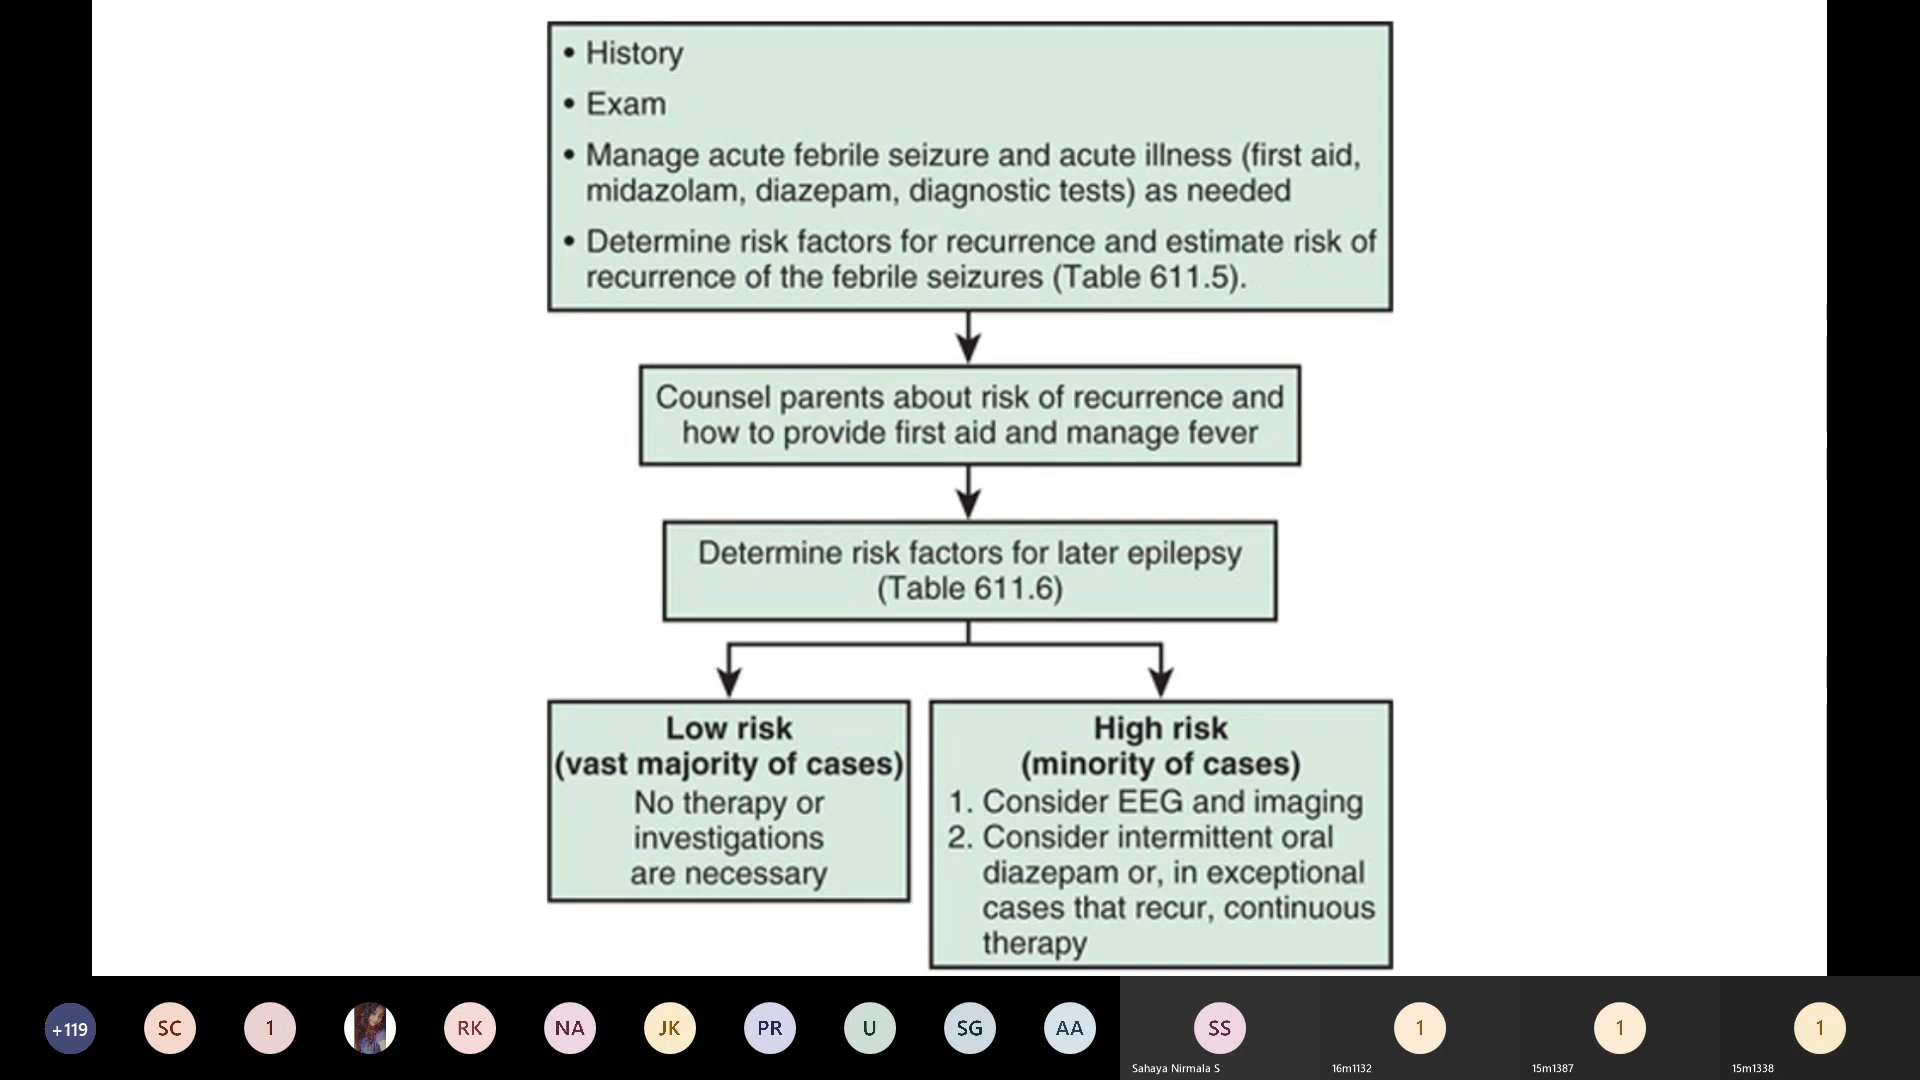 • History
• Exam
• Manage acute febrile seizure and acute illness (first aid,
midazolam, diazepam, diagnostic tests) as needed
• Determine risk factors for recurrence and estimate risk of
recurrence of the febrile seizures (Table 611.5).
Counsel parents about risk of recurrence and
how to provide first aid and manage fever
Determine risk factors for later epilepsy
(Table 611.6)
Low risk
(vast majority of cases)
No therapy or
investigations
are necessary
High risk
(minority of cases)
1. Consider EEG and imaging
2. Consider intermittent oral
diazepam or, in exceptional
cases that recur, continuous
therapy
+119
SC
1
RK
NA
JK
PR
U
SG
AA
SS
1
1
1
Sahaya Nirmala S
16m1132
15m1387
15m1338